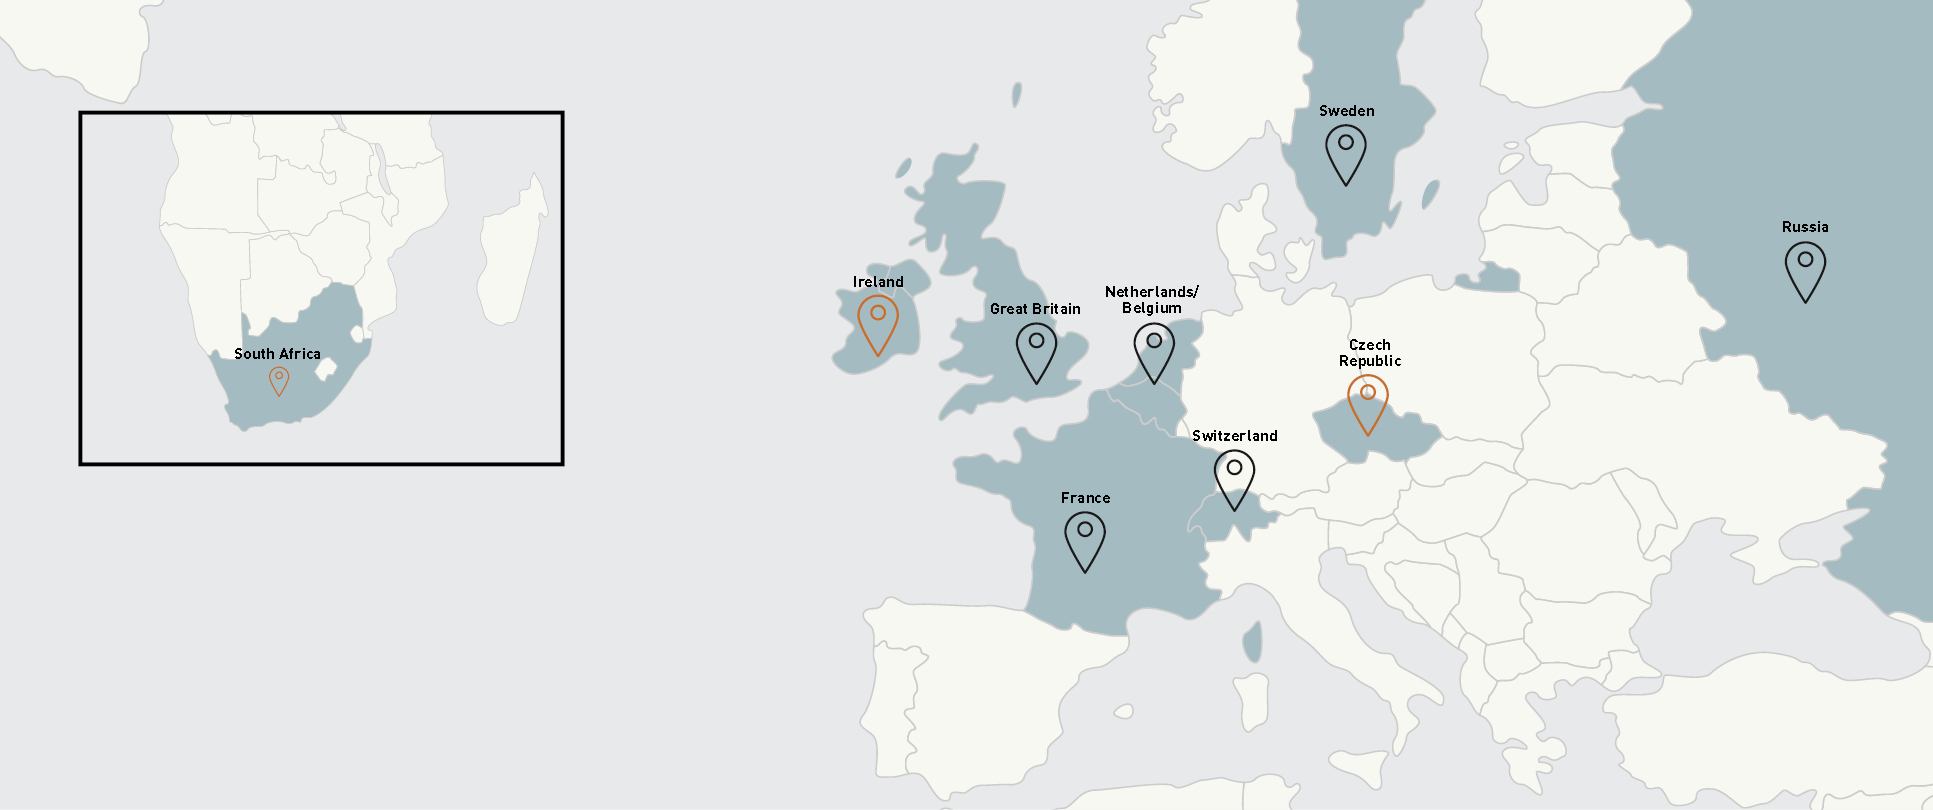 Sweden
Russia
Ireland
Netherlands/
Belgium
Great Britain
Czech
Republic
South Africa
Switzerland
France